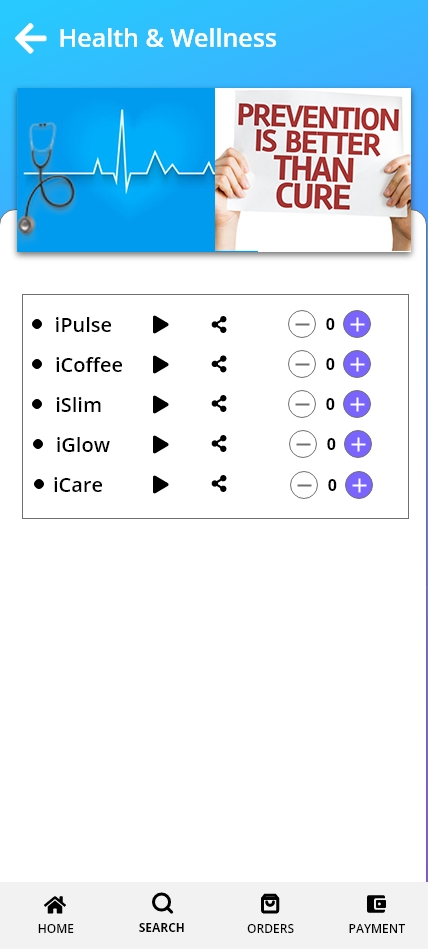 Health & Wellness
PREVENTION
IS BETTER
THAN
CURE
iPulse 0
iCoffee 0
iSlim 0
iGlow 0
iCare 0
HOME SEARCH ORDERS PAYMENT